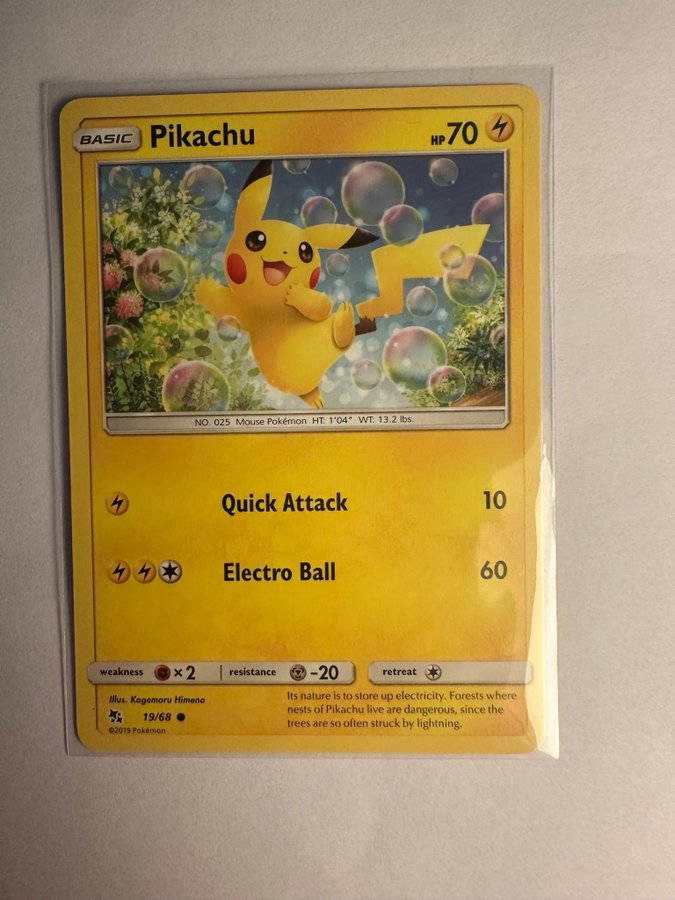 BASIC Pikachu HP 70
NO. 025 Mouse Pokémon HT: 1'04" WT: 13.2 lbs.
Quick Attack 10
Electro Ball 60
weakness ×2 resistance -20 retreat
Illus. Kagemaru Himeno
19/68
©2019 Pokémon
Its nature is to store up electricity. Forests where
nests of Pikachu live are dangerous, since the
trees are so often struck by lightning.